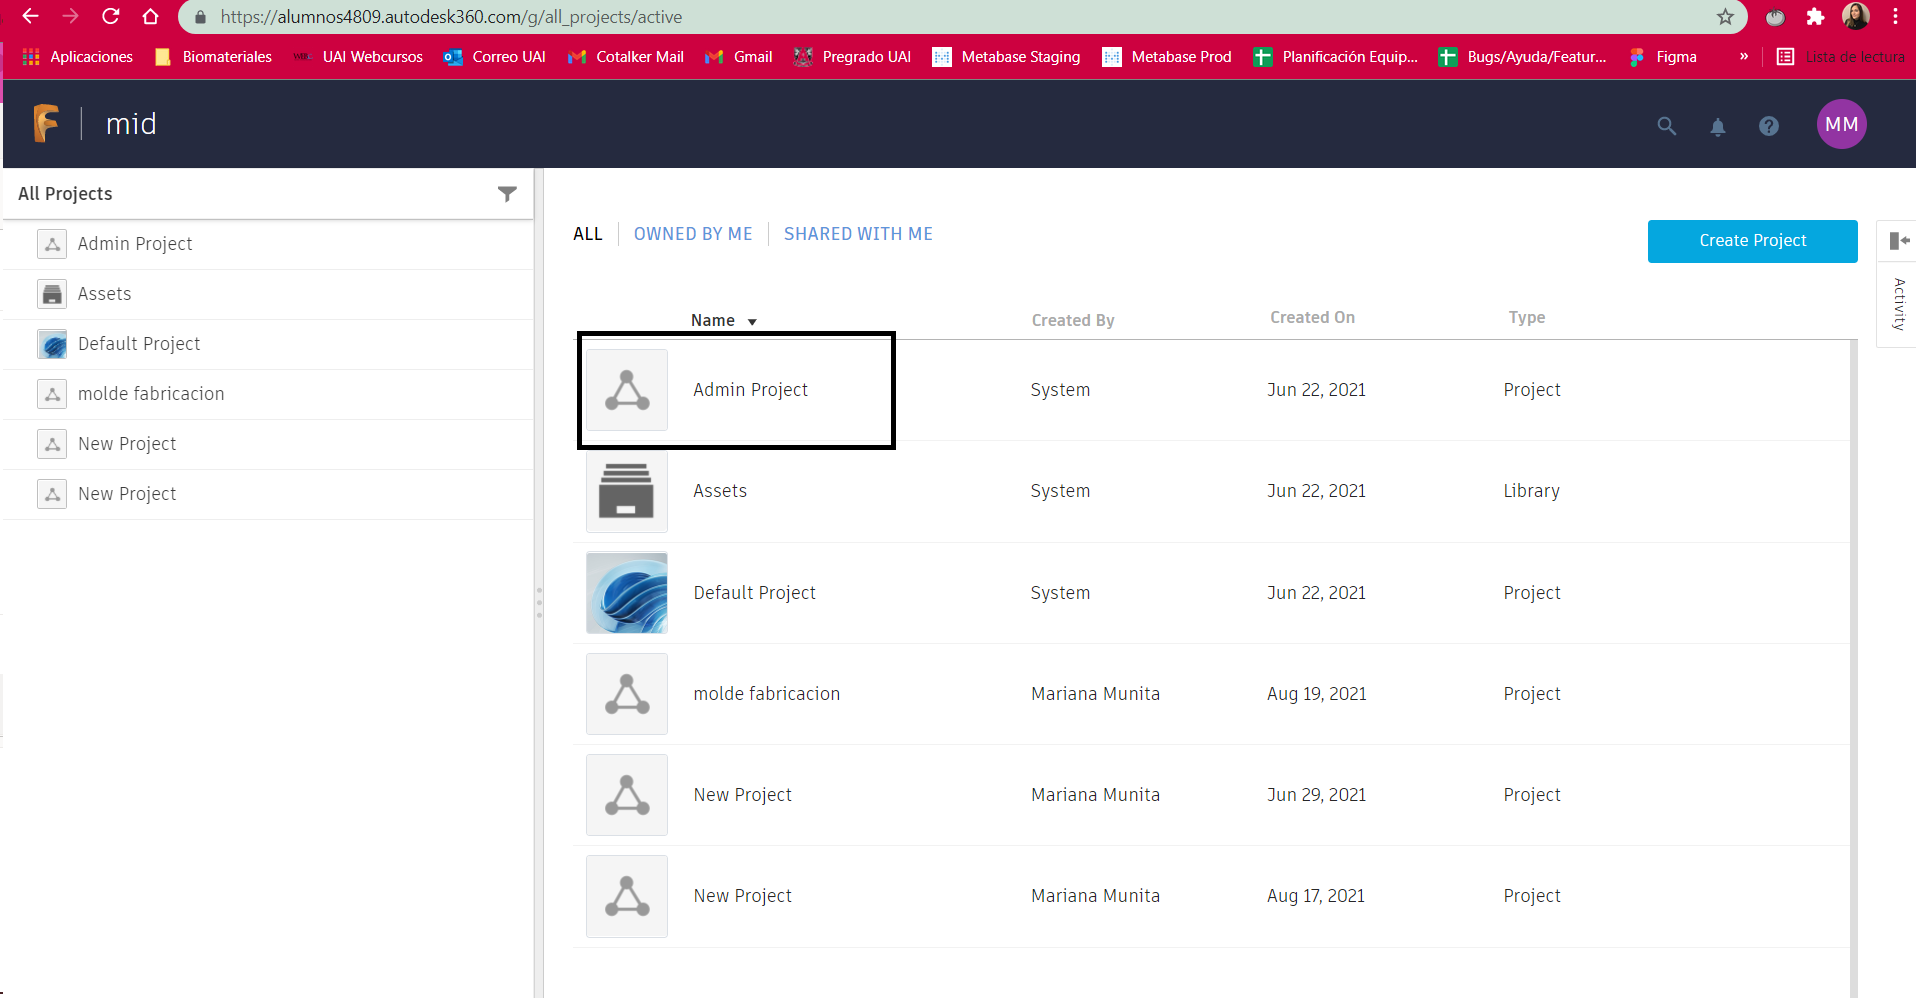 https://alumnos4809.autodesk360.com/g/all_projects/active
Aplicaciones Biomateriales UAI Webcursos Correo UAI Cotalker Mail Gmail Pregrado UAI Metabase Staging Metabase Prod Planificación Equip... Bugs/Ayuda/Featur... Figma » Lista de lectura
mid
MM
All Projects
Admin Project
Assets
Default Project
molde fabricacion
New Project
New Project
ALL OWNED BY ME SHARED WITH ME
Create Project
Activity
Name Created By Created On Type
Admin Project System Jun 22, 2021 Project
Assets System Jun 22, 2021 Library
Default Project System Jun 22, 2021 Project
molde fabricacion Mariana Munita Aug 19, 2021 Project
New Project Mariana Munita Jun 29, 2021 Project
New Project Mariana Munita Aug 17, 2021 Project